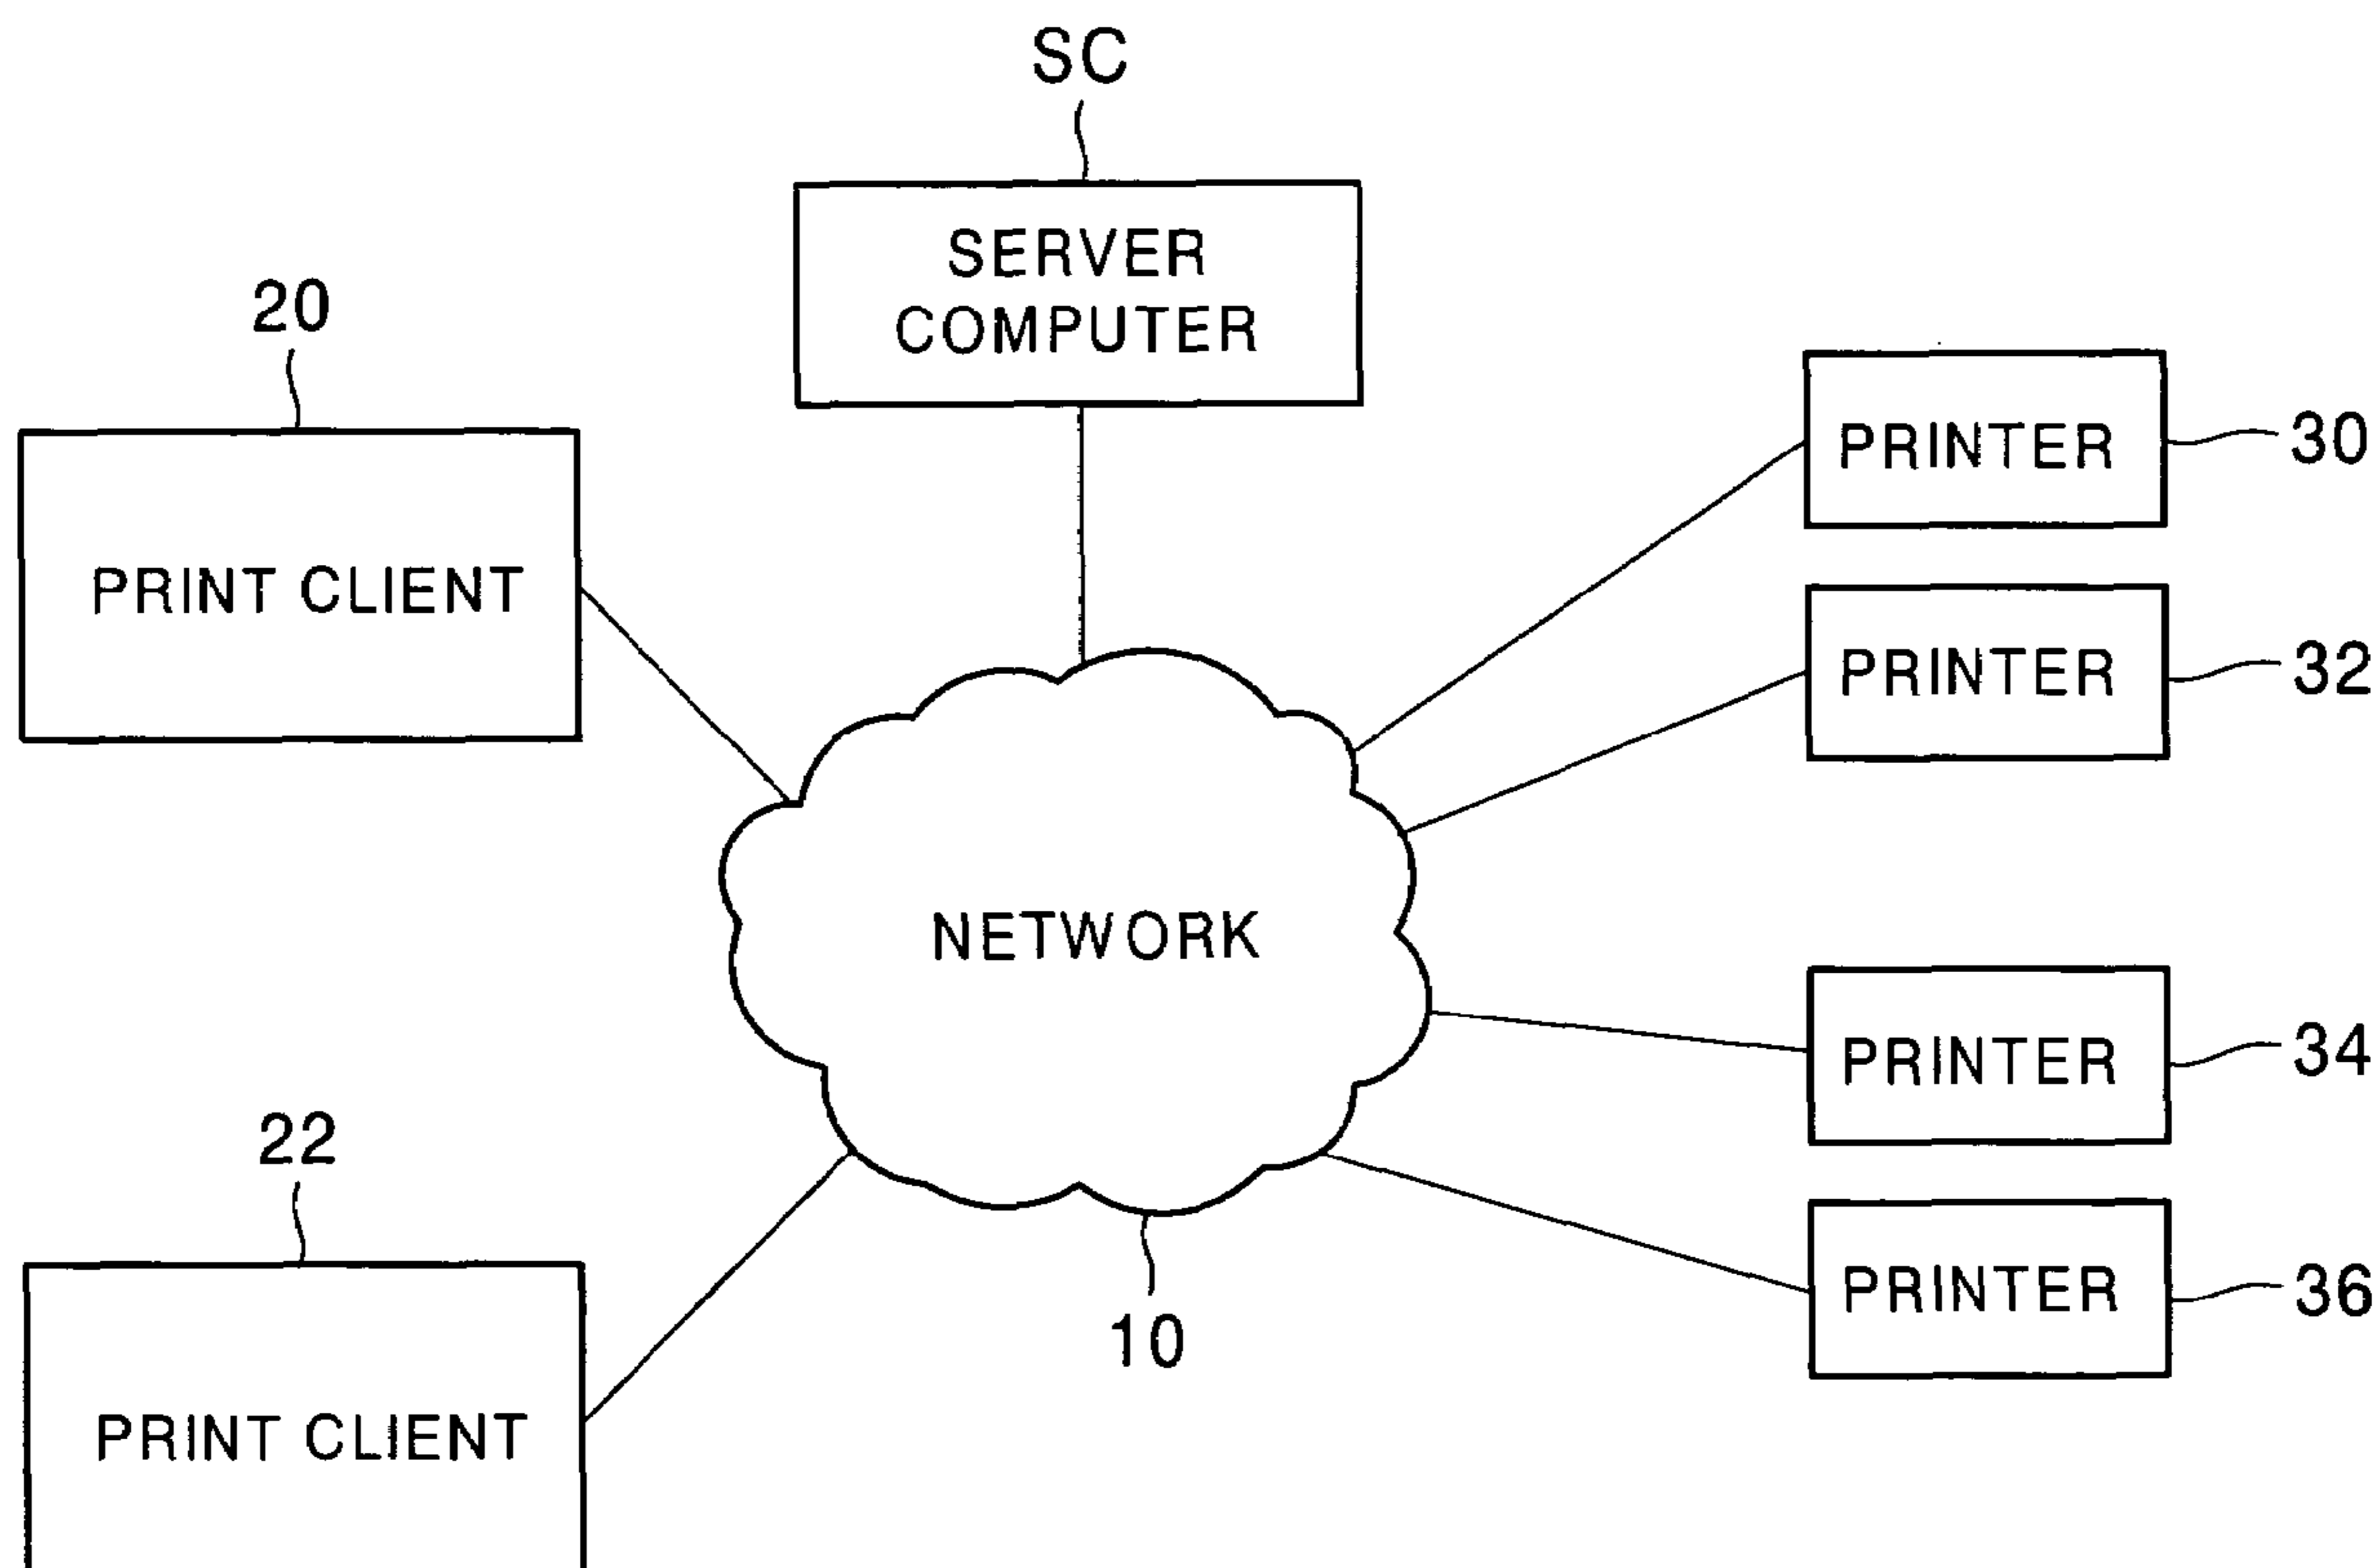 SC
SERVER
COMPUTER
20
PRINT CLIENT
PRINTER
30
PRINTER
32
NETWORK
PRINTER
34
22
PRINTER
36
10
PRINT CLIENT